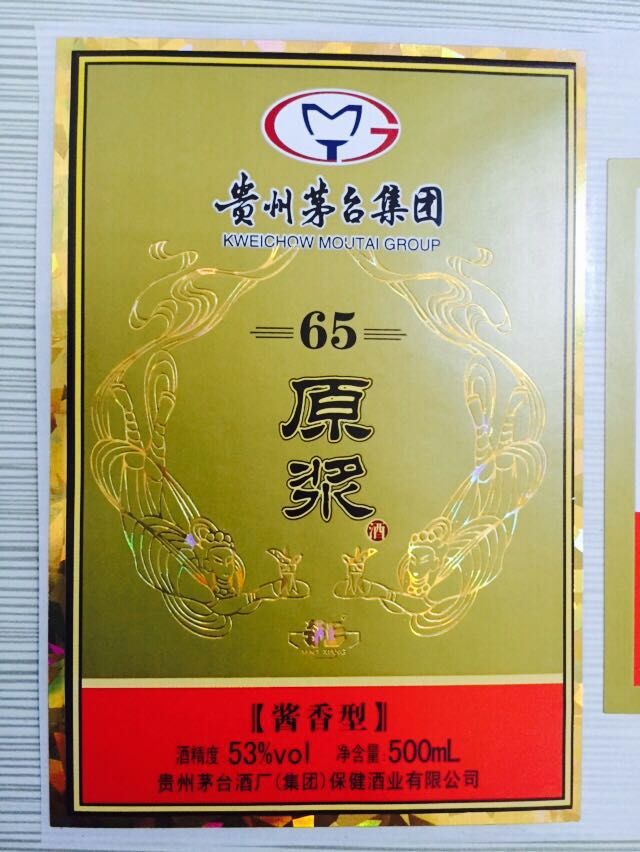 贵州茅台集团
KWEICHOW MOUTAI GROUP
65
原
浆
酒
【酱香型】
酒精度 53%vol 净含量 500mL
贵州茅台酒厂(集团)保健酒业有限公司